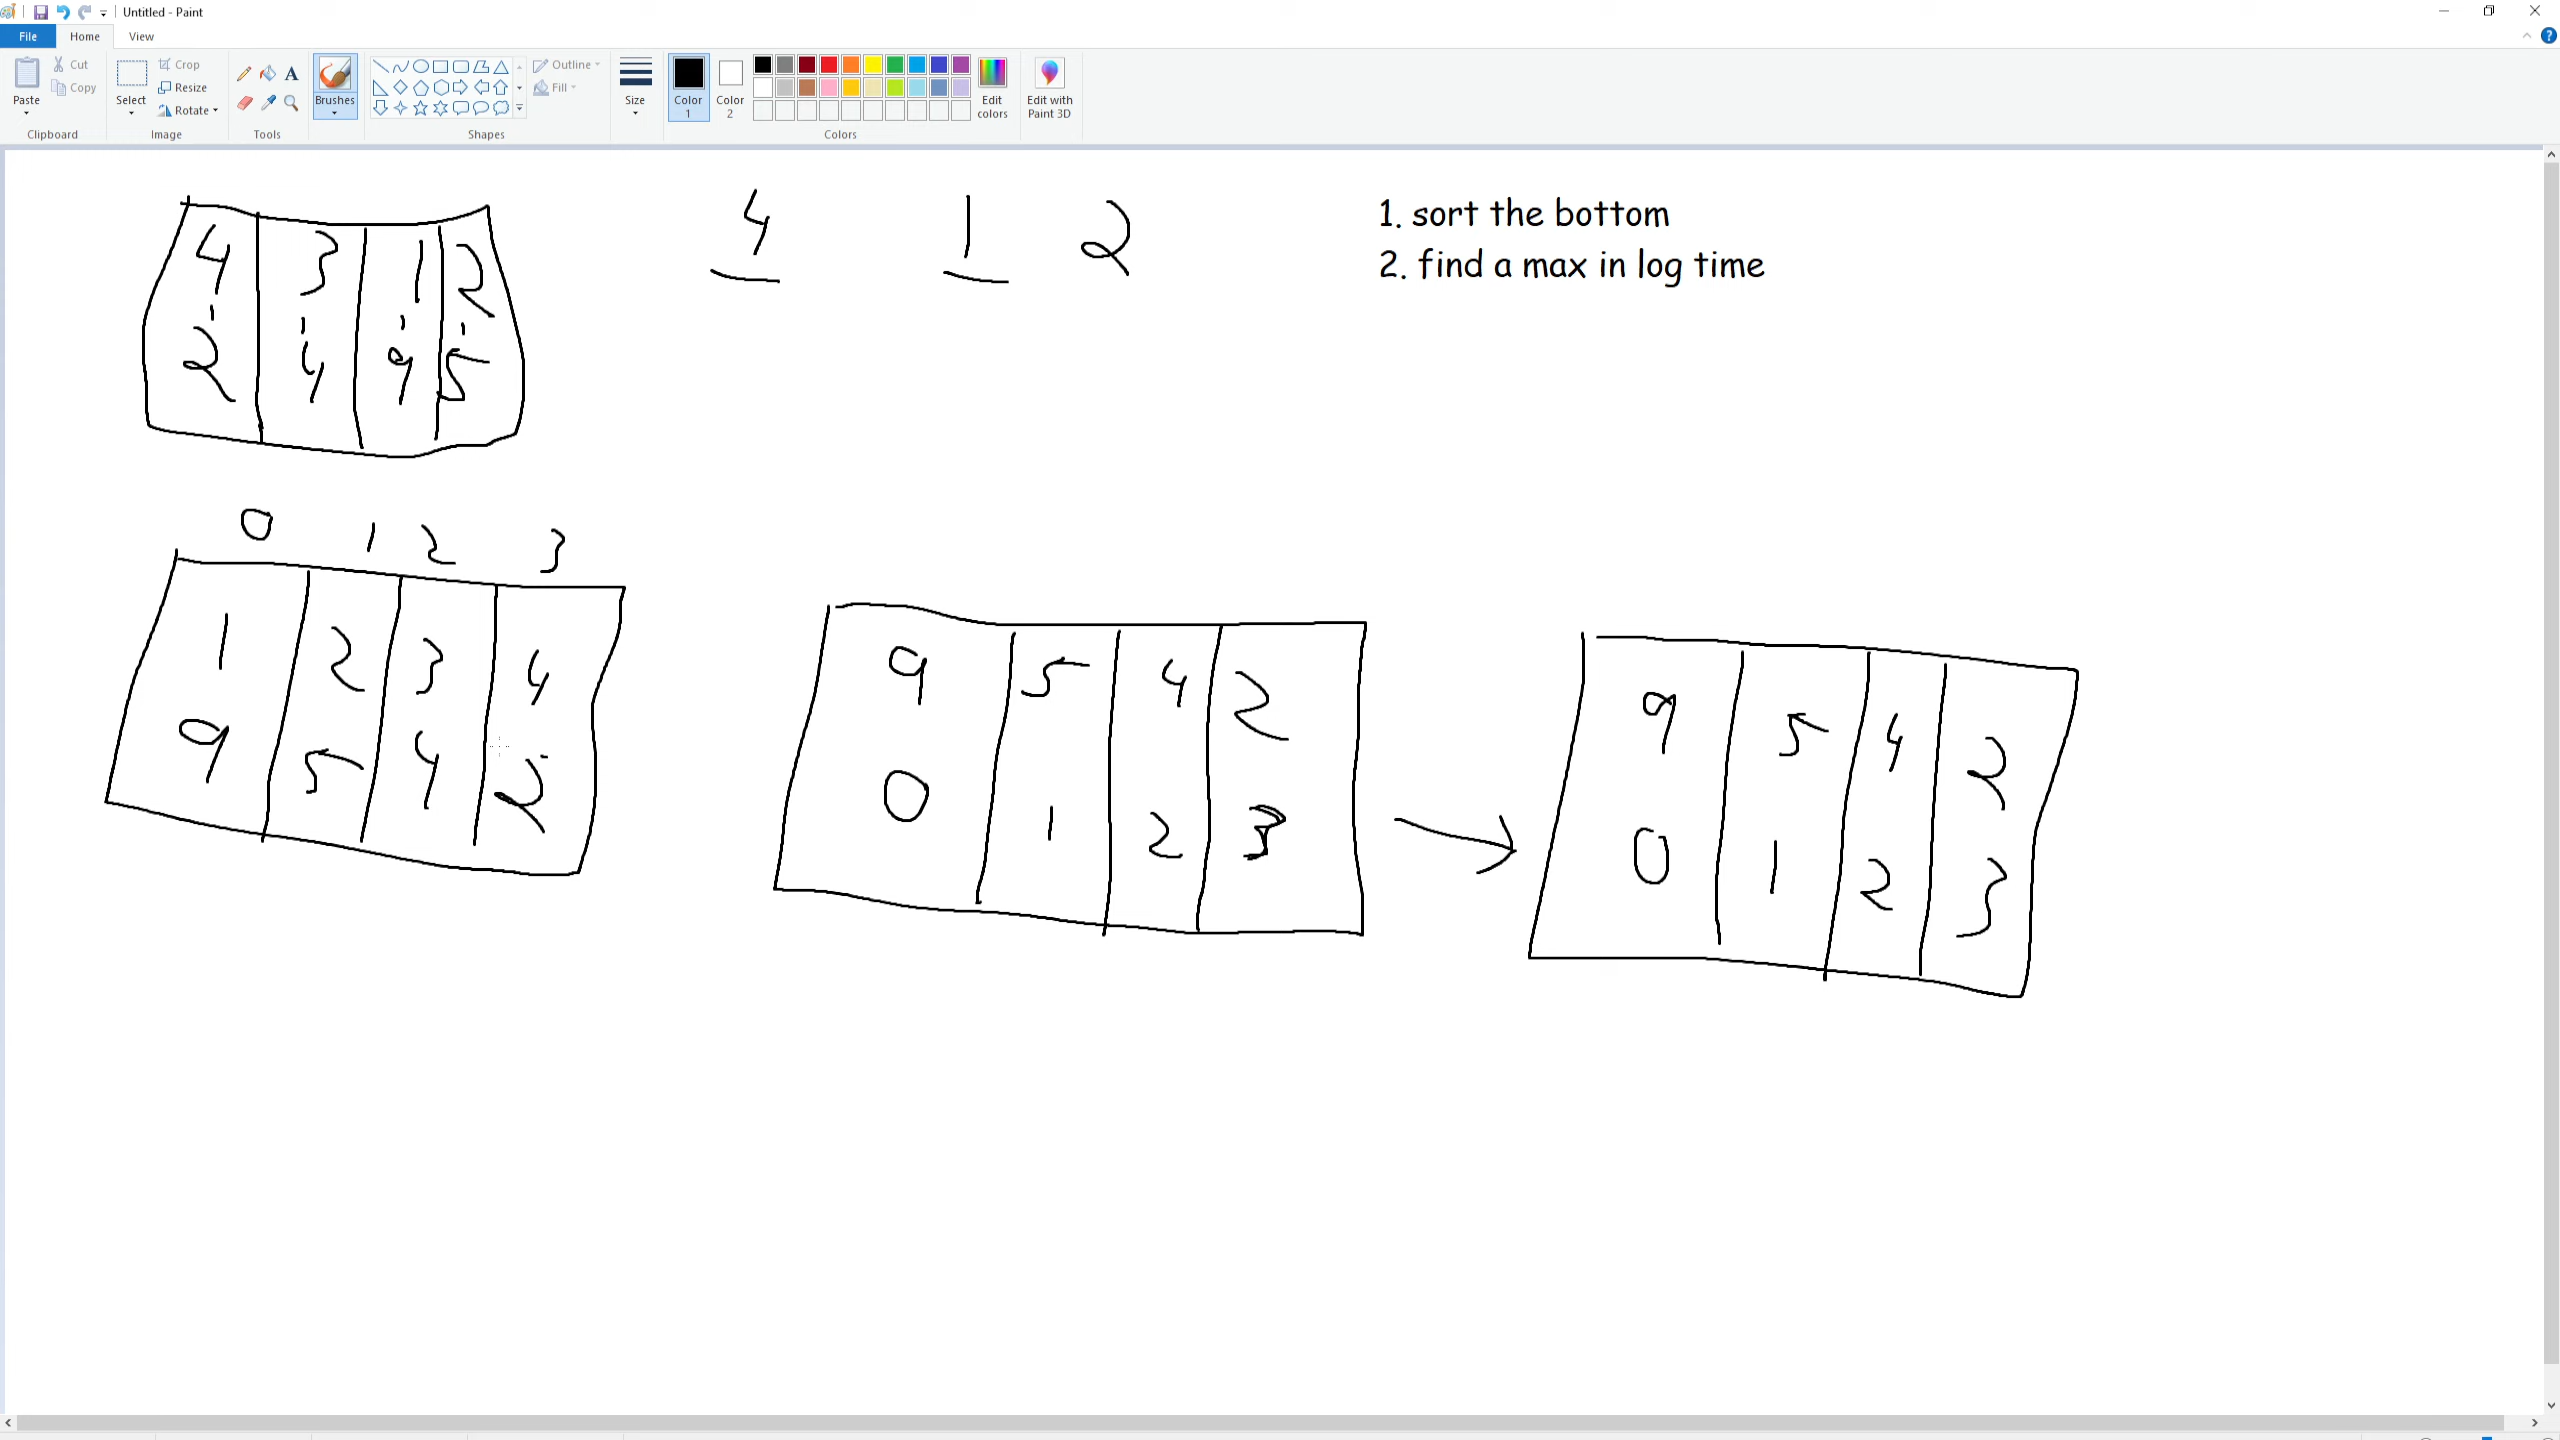 Untitled - Paint
File Home View
Paste
Cut
Copy
Clipboard
Select
Crop
Resize
Rotate
Image
Tools
Brushes
Shapes
Outline
Fill
Size
Color 1
Color 2
Colors
Edit colors
Edit with Paint 3D
4 3 1 2
2 4 9 5
4 1 2
1. sort the bottom
2. find a max in log time
0 1 2 3
1 2 3 4
9 5 4 2
9 5 4 2
0 1 2 3
9 5 4 2
0 1 2 3